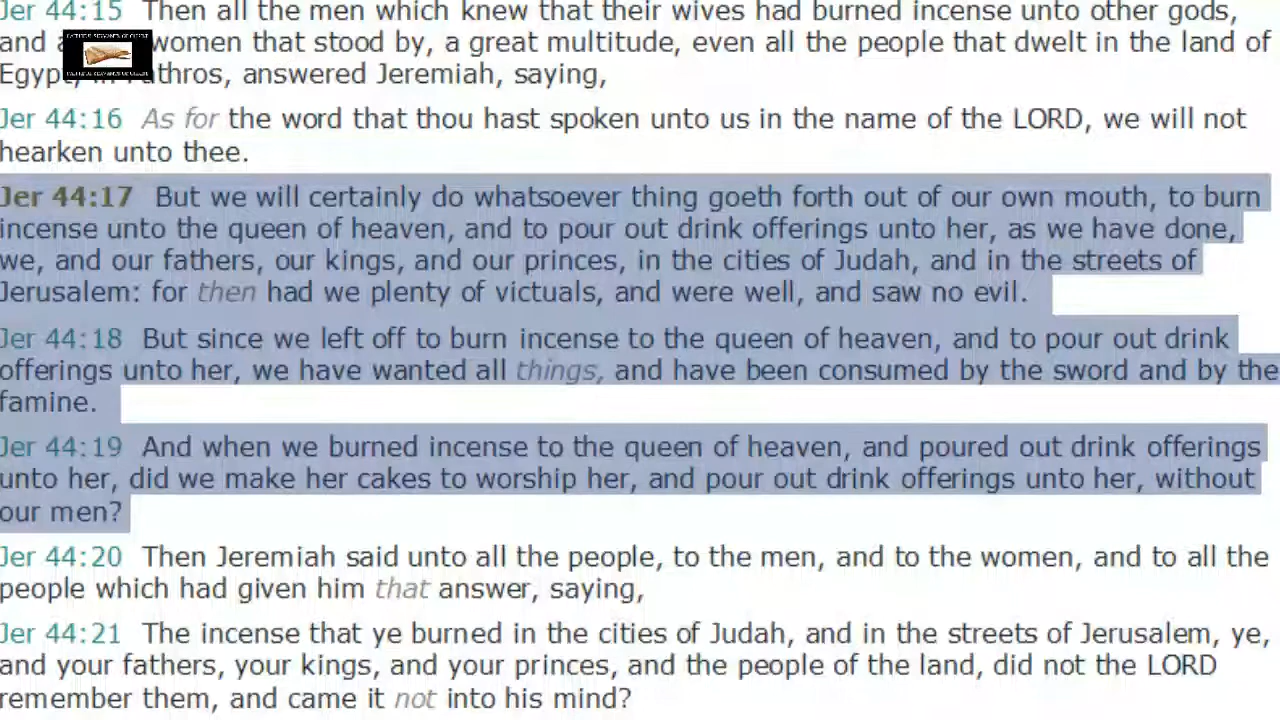 Jer 44:15 Then all the men which knew that their wives had burned incense unto other gods,
and a women that stood by, a great multitude, even all the people that dwelt in the land of
Egypt, in Pathros, answered Jeremiah, saying,
Jer 44:16 As for the word that thou hast spoken unto us in the name of the LORD, we will not
hearken unto thee.
Jer 44:17 But we will certainly do whatsoever thing goeth forth out of our own mouth, to burn
incense unto the queen of heaven, and to pour out drink offerings unto her, as we have done,
we, and our fathers, our kings, and our princes, in the cities of Judah, and in the streets of
Jerusalem: for then had we plenty of victuals, and were well, and saw no evil.
Jer 44:18 But since we left off to burn incense to the queen of heaven, and to pour out drink
offerings unto her, we have wanted all things, and have been consumed by the sword and by the
famine.
Jer 44:19 And when we burned incense to the queen of heaven, and poured out drink offerings
unto her, did we make her cakes to worship her, and pour out drink offerings unto her, without
our men?
Jer 44:20 Then Jeremiah said unto all the people, to the men, and to the women, and to all the
people which had given him that answer, saying,
Jer 44:21 The incense that ye burned in the cities of Judah, and in the streets of Jerusalem, ye,
and your fathers, your kings, and your princes, and the people of the land, did not the LORD
remember them, and came it not into his mind?